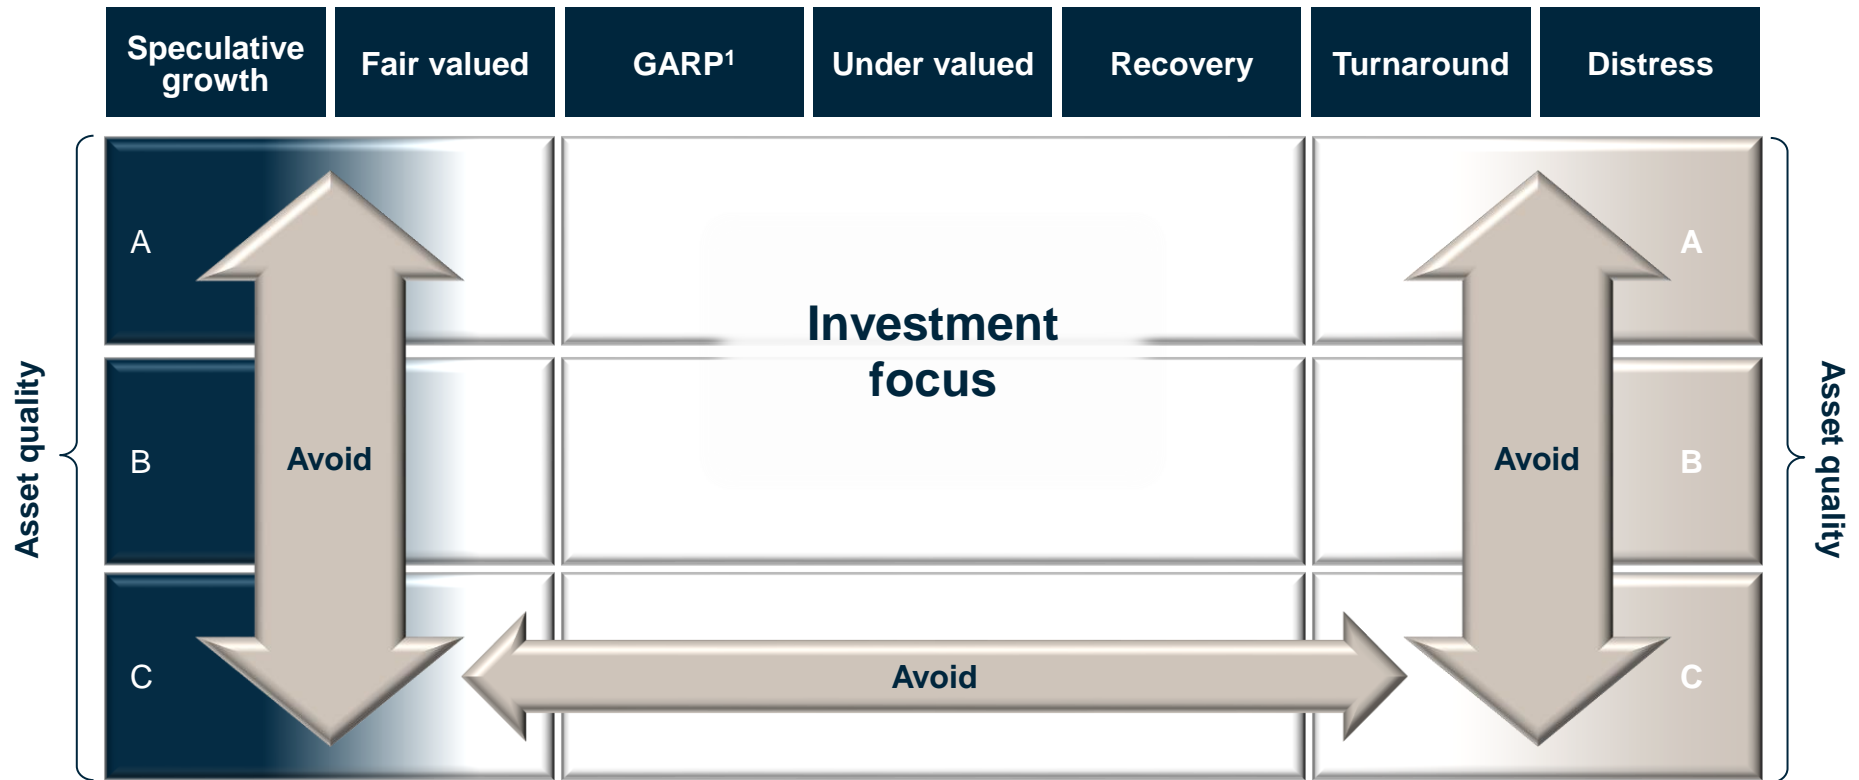 Speculative
growth
Fair valued
GARP¹
Under valued
Recovery
Turnaround
Distress
Asset quality
A
A
Investment
focus
B
Avoid
Avoid
B
C
Avoid
C
Asset quality